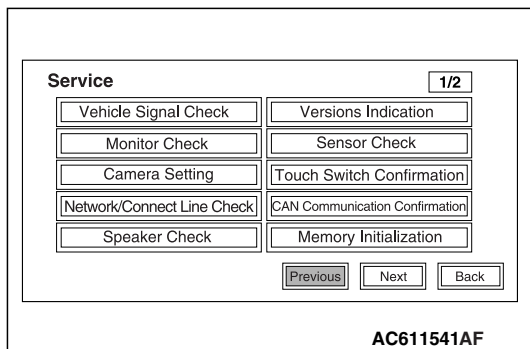 Service 1/2
Vehicle Signal Check Versions Indication
Monitor Check Sensor Check
Camera Setting Touch Switch Confirmation
Network/Connect Line Check CAN Communication Confirmation
Speaker Check Memory Initialization
Previous Next Back
AC611541AF